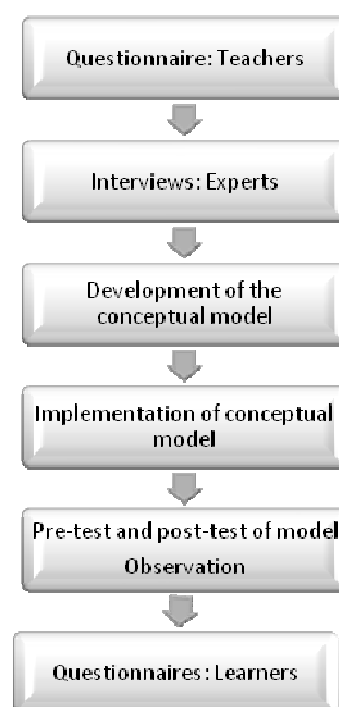 Questionnaire: Teachers
Interviews: Experts
Development of the
conceptual model
Implementation of conceptual
model
Pre-test and post-test of model
Observation
Questionnaires: Learners